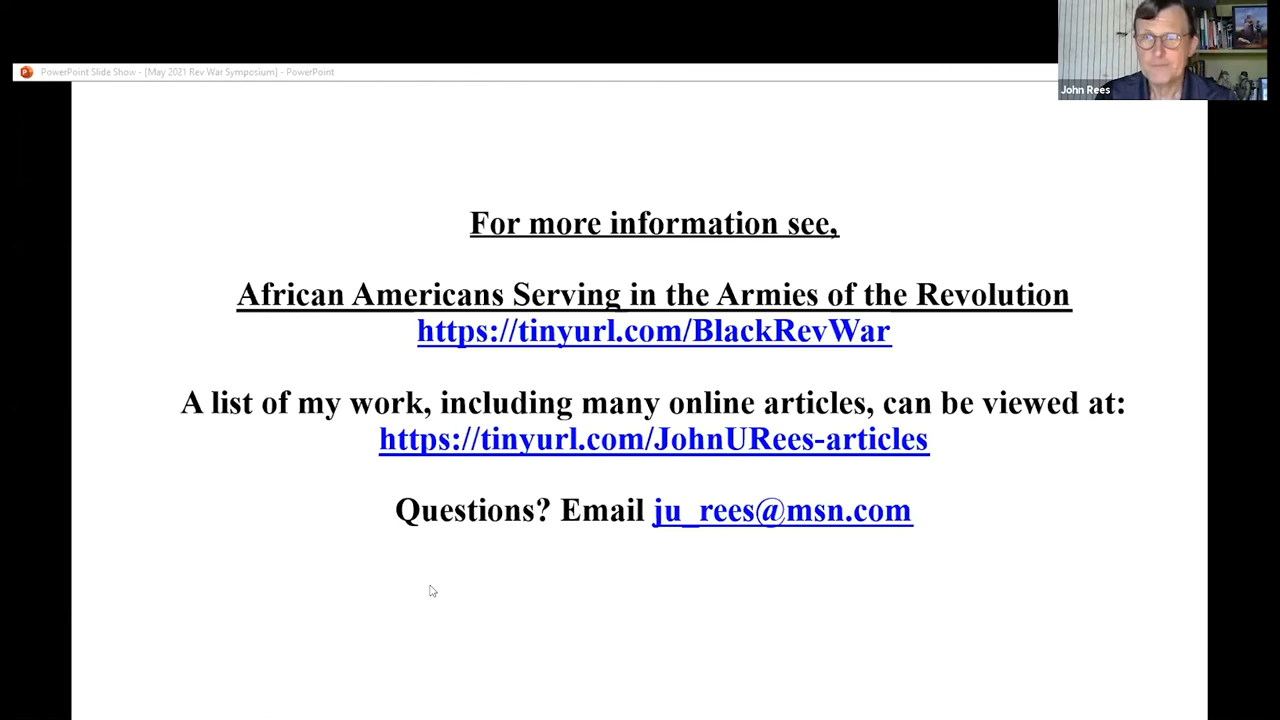 PowerPoint Slide Show - [May 2021 Rev War Symposium] - PowerPoint
John Rees
For more information see,
African Americans Serving in the Armies of the Revolution
https://tinyurl.com/BlackRevWar
A list of my work, including many online articles, can be viewed at:
https://tinyurl.com/JohnURees-articles
Questions? Email ju_rees@msn.com